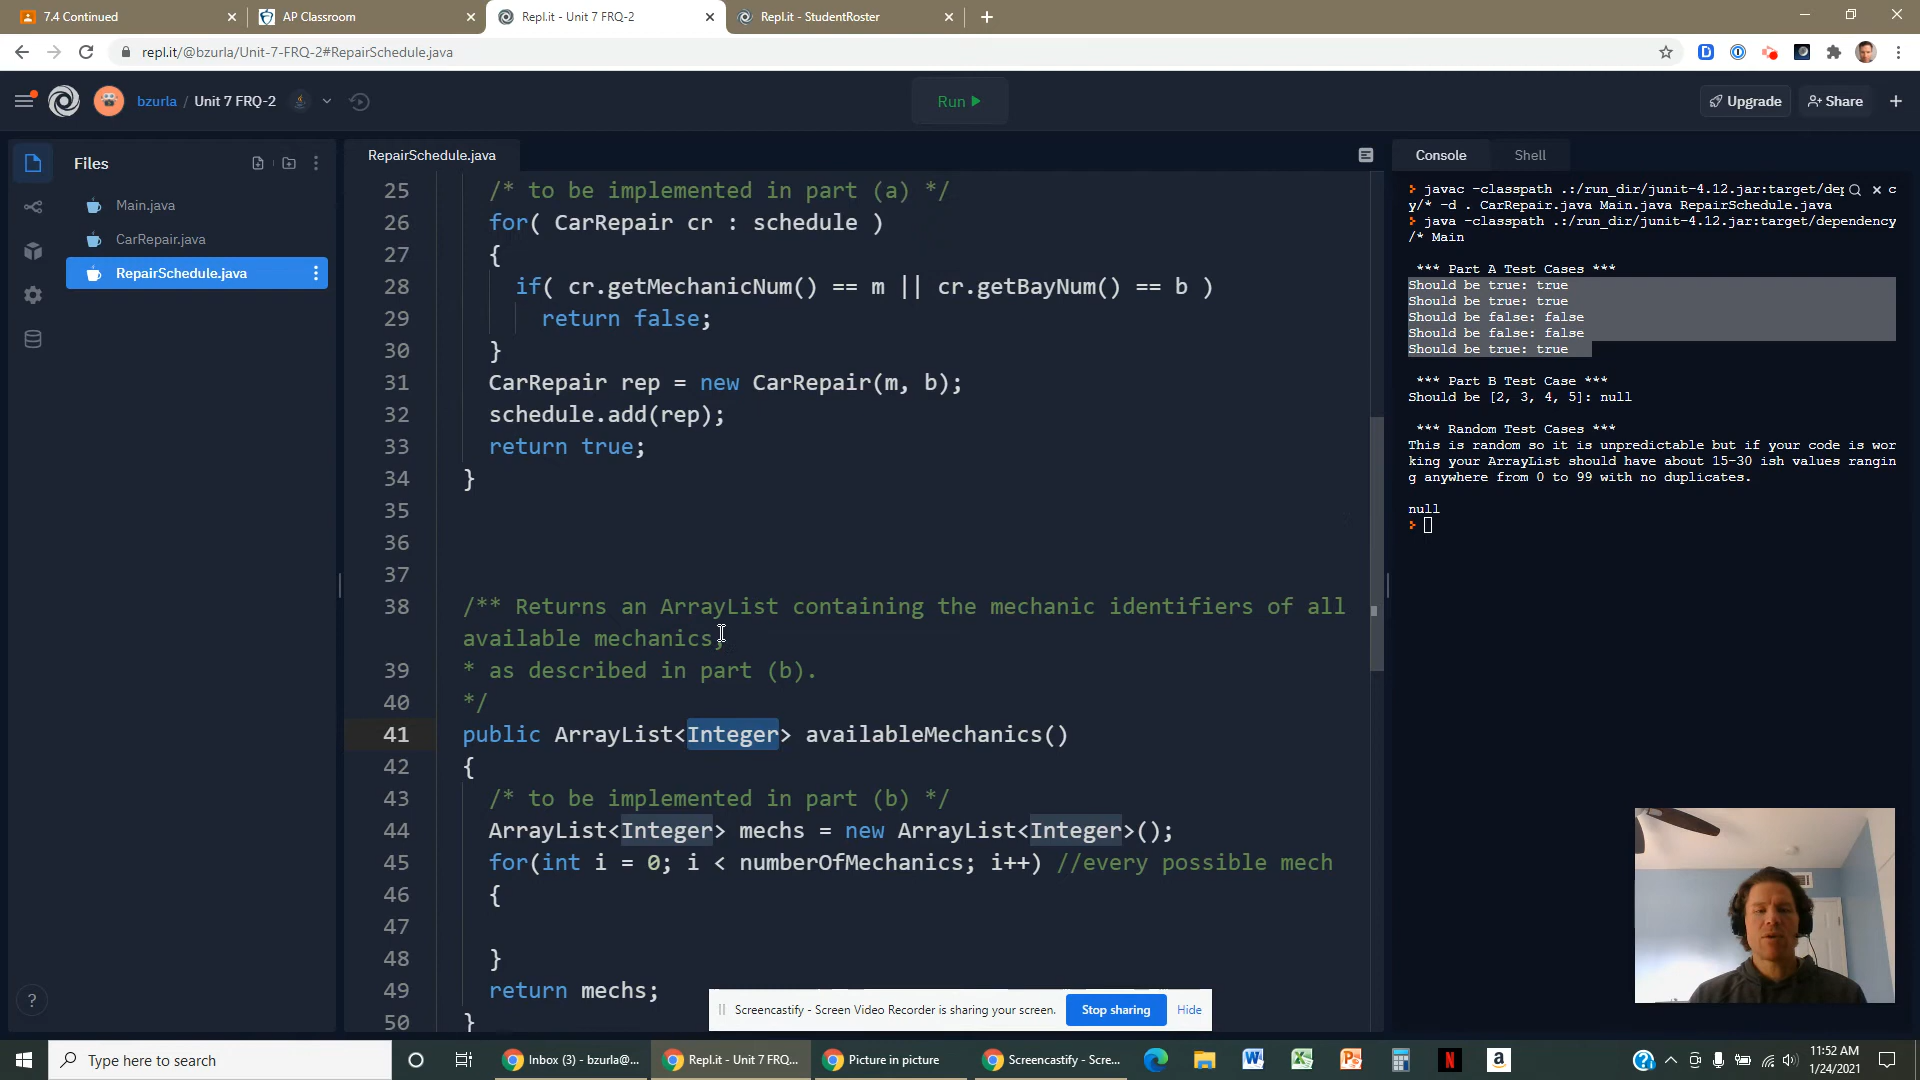 7.4 Continued
AP Classroom
Repl.it - Unit 7 FRQ-2
Repl.it - StudentRoster
repl.it/@bzurla/Unit-7-FRQ-2#RepairSchedule.java
bzurla / Unit 7 FRQ-2
Run
Upgrade
Share
Files
Main.java
CarRepair.java
RepairSchedule.java
RepairSchedule.java
25 /* to be implemented in part (a) */
26 for( CarRepair cr : schedule )
27 {
28 if( cr.getMechanicNum() == m || cr.getBayNum() == b )
29 return false;
30 }
31 CarRepair rep = new CarRepair(m, b);
32 schedule.add(rep);
33 return true;
34 }
35
36
37
38 /** Returns an ArrayList containing the mechanic identifiers of all
available mechanics,
39 * as described in part (b).
40 */
41 public ArrayList<Integer> availableMechanics()
42 {
43 /* to be implemented in part (b) */
44 ArrayList<Integer> mechs = new ArrayList<Integer>();
45 for(int i = 0; i < numberOfMechanics; i++) //every possible mech
46 {
47
48 }
49 return mechs;
50 }
Console
Shell
javac -classpath .:/run_dir/junit-4.12.jar:target/dep
y/* -d . CarRepair.java Main.java RepairSchedule.java
java -classpath .:/run_dir/junit-4.12.jar:target/dependency
/* Main
*** Part A Test Cases ***
Should be true: true
Should be true: true
Should be false: false
Should be false: false
Should be true: true
*** Part B Test Case ***
Should be [2, 3, 4, 5]: null
*** Random Test Cases ***
This is random so it is unpredictable but if your code is wor
king your ArrayList should have about 15-30 ish values rangin
g anywhere from 0 to 99 with no duplicates.
null
Screencastify - Screen Video Recorder is sharing your screen.
Stop sharing
Hide
Type here to search
Inbox (3) - bzurla@...
Repl.it - Unit 7 FRQ...
Picture in picture
Screencastify - Scre...
11:52 AM
1/24/2021